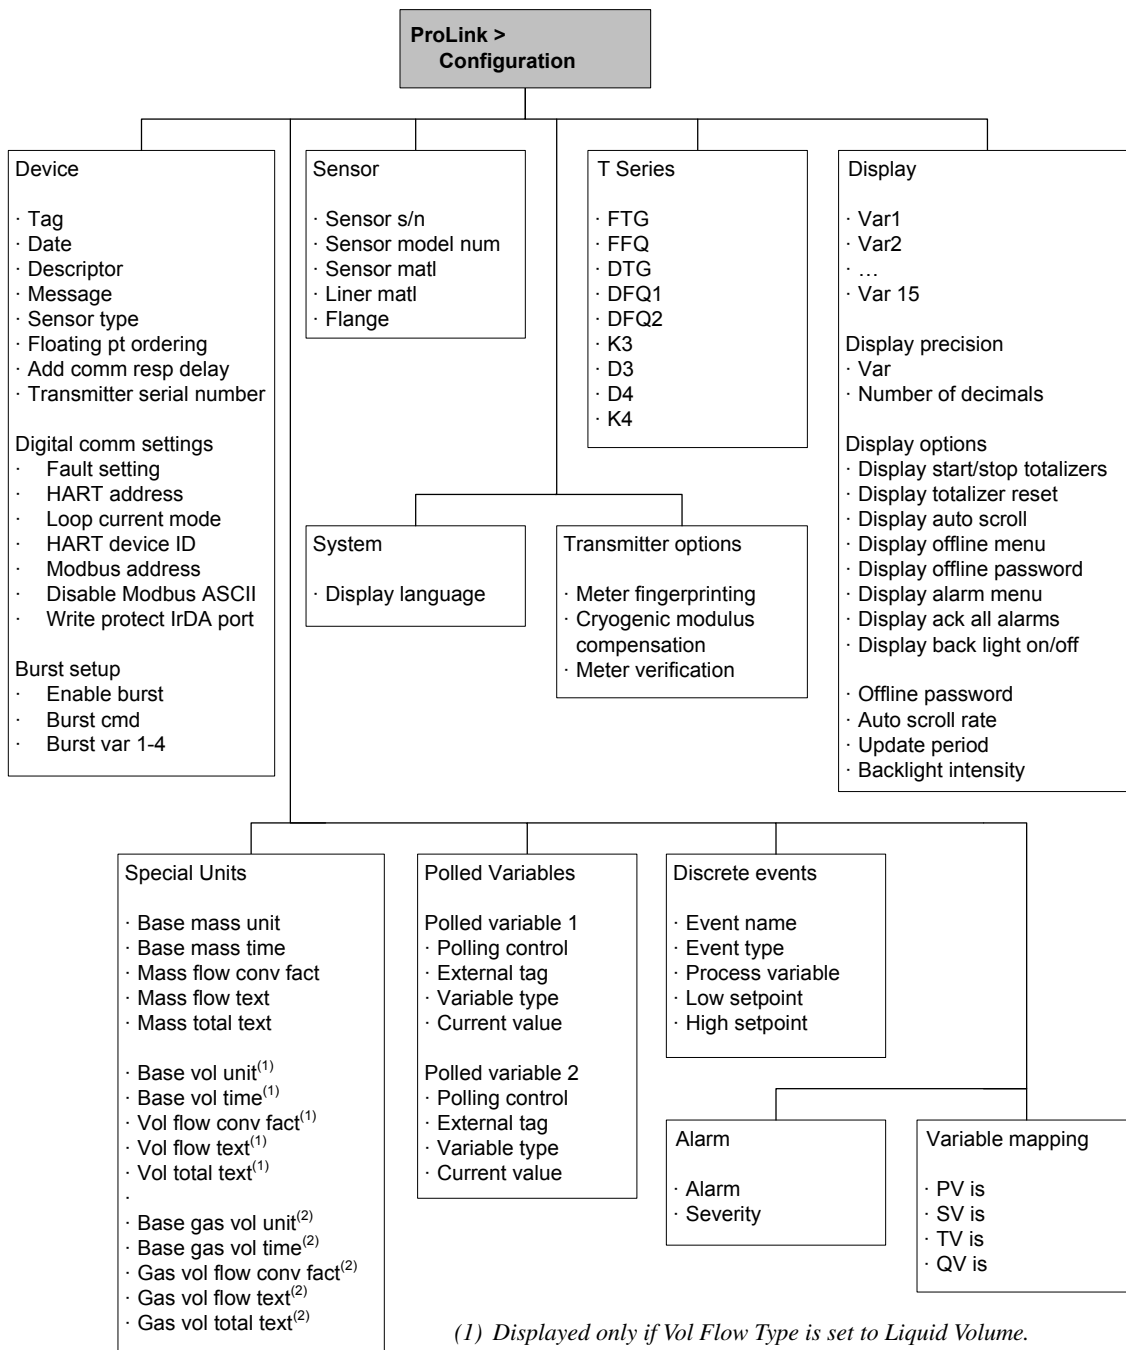 ProLink >
Configuration
Device
· Tag
· Date
· Descriptor
· Message
· Sensor type
· Floating pt ordering
· Add comm resp delay
· Transmitter serial number
Digital comm settings
· Fault setting
· HART address
· Loop current mode
· HART device ID
· Modbus address
· Disable Modbus ASCII
· Write protect IrDA port
Burst setup
· Enable burst
· Burst cmd
· Burst var 1-4
Sensor
· Sensor s/n
· Sensor model num
· Sensor matl
· Liner matl
· Flange
T Series
· FTG
· FFQ
· DTG
· DFQ1
· DFQ2
· K3
· D3
· D4
· K4
Display
· Var1
· Var2
· …
· Var 15
Display precision
· Var
· Number of decimals
Display options
· Display start/stop totalizers
· Display totalizer reset
· Display auto scroll
· Display offline menu
· Display offline password
· Display alarm menu
· Display ack all alarms
· Display back light on/off
· Offline password
· Auto scroll rate
· Update period
· Backlight intensity
System
· Display language
Transmitter options
· Meter fingerprinting
· Cryogenic modulus
compensation
· Meter verification
Special Units
· Base mass unit
· Base mass time
· Mass flow conv fact
· Mass flow text
· Mass total text
· Base vol unit(1)
· Base vol time(1)
· Vol flow conv fact(1)
· Vol flow text(1)
· Vol total text(1)
·
· Base gas vol unit(2)
· Base gas vol time(2)
· Gas vol flow conv fact(2)
· Gas vol flow text(2)
· Gas vol total text(2)
Polled Variables
Polled variable 1
· Polling control
· External tag
· Variable type
· Current value
Polled variable 2
· Polling control
· External tag
· Variable type
· Current value
Discrete events
· Event name
· Event type
· Process variable
· Low setpoint
· High setpoint
Alarm
· Alarm
· Severity
Variable mapping
· PV is
· SV is
· TV is
· QV is
(1) Displayed only if Vol Flow Type is set to Liquid Volume.